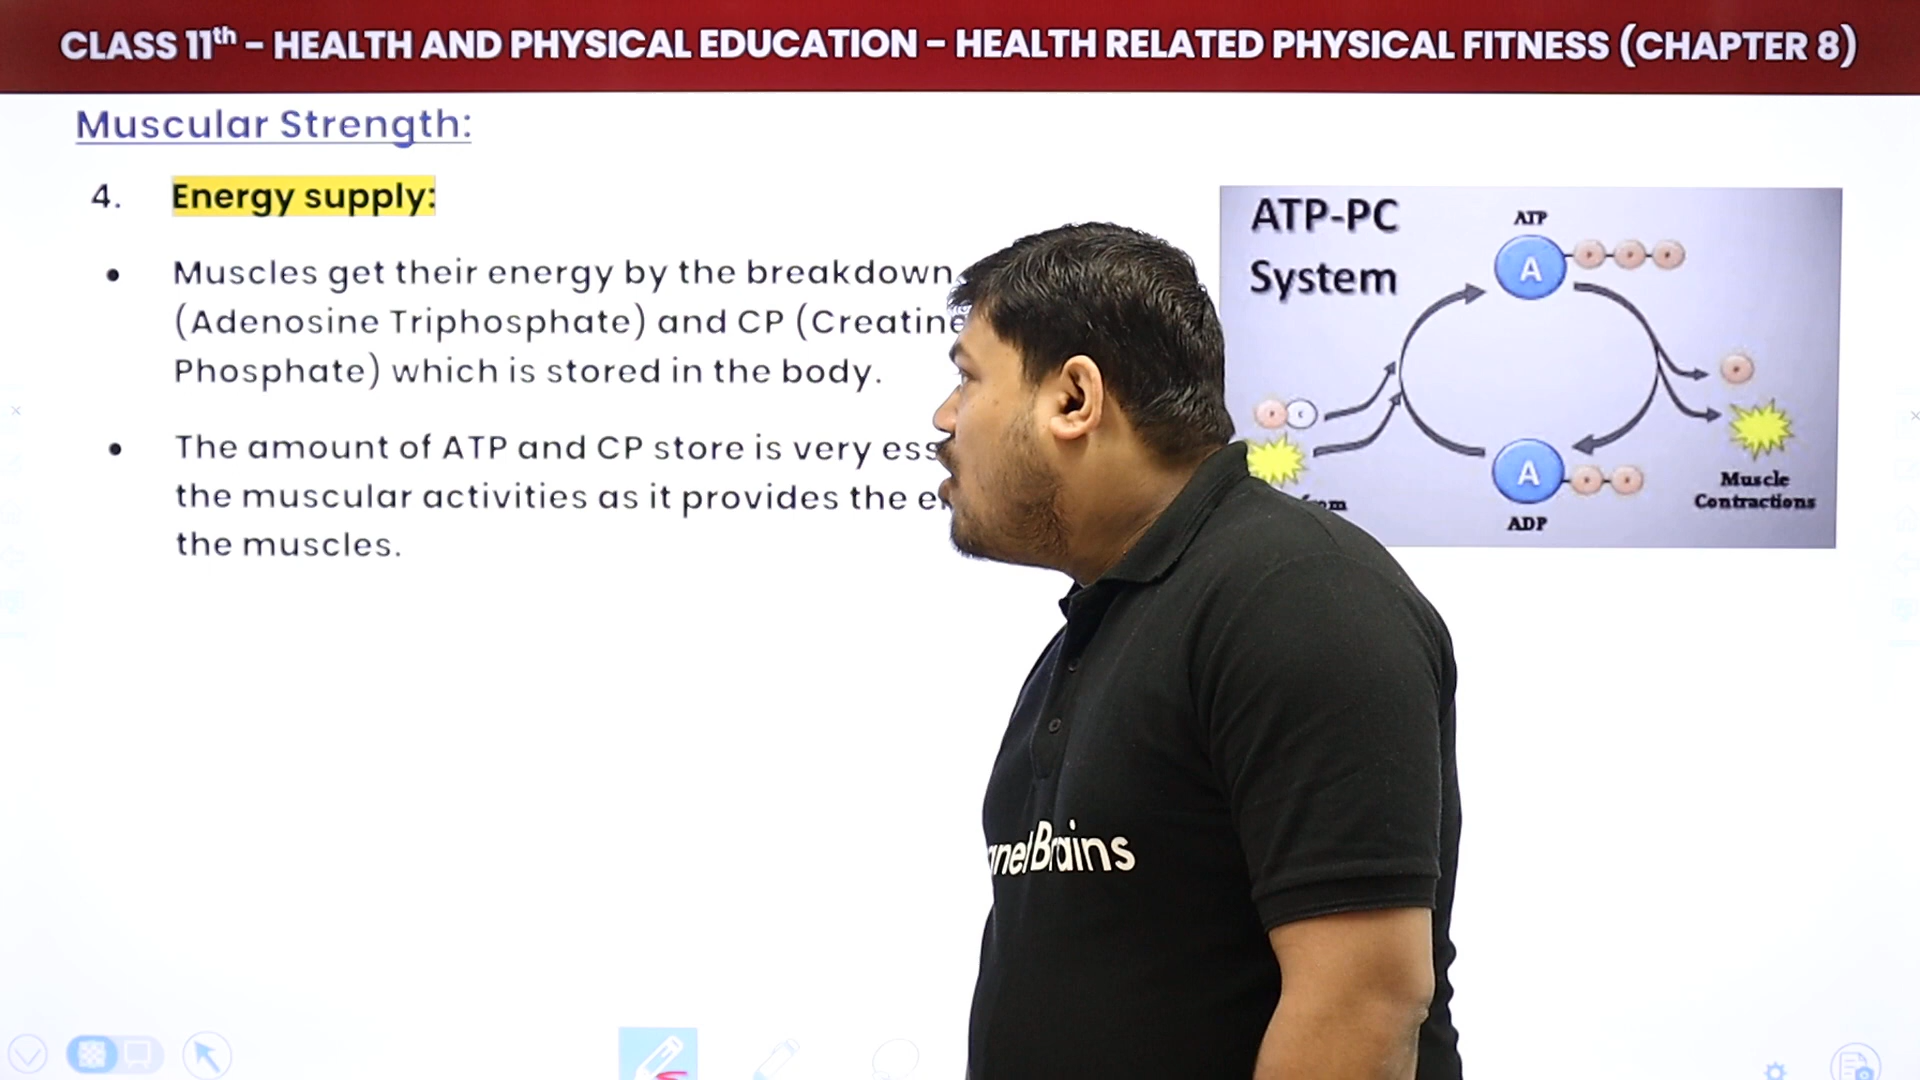 CLASS 11th – HEALTH AND PHYSICAL EDUCATION – HEALTH RELATED PHYSICAL FITNESS (CHAPTER 8)
Muscular Strength:
4. Energy supply:
• Muscles get their energy by the breakdown
(Adenosine Triphosphate) and CP (Creatine
Phosphate) which is stored in the body.
• The amount of ATP and CP store is very
the muscular activities as it provides the
the muscles.
ATP-PC
System
ATP
A
P P P
P
P C
A
P P
ADP
Muscle
Contractions
Brains